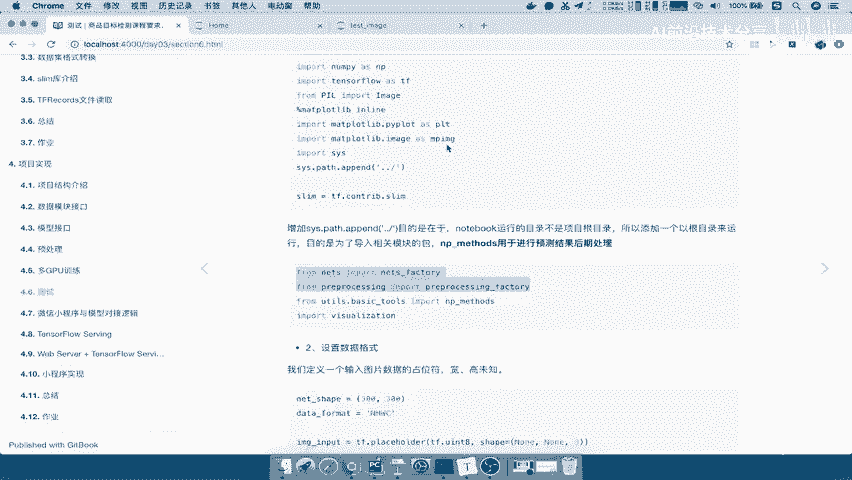 Chrome 文件 修改 视图 历史记录 书签 其他人 电动窗 帮助
100%
测试 | 商品目标检测课程要求、
Home
test_image
localhost:4000/day03/section6.html
3.3. 数据集格式转换
3.4. slim库介绍
3.5. TFRecords文件读取
3.6. 总结
3.7. 作业
4. 项目实现
4.1. 项目结构介绍
4.2. 数据模块接口
4.3. 模型接口
4.4. 预处理
4.5. 多GPU训练
4.6. 测试
4.7. 微信小程序与模型对接逻辑
4.8. TensorFlow Serving
4.9. Web Server + TensorFlow Servi...
4.10. 小程序实现
4.11. 总结
4.12. 作业
Published with GitBook
import numpy as np
import tensorflow as tf
from PIL import Image
%matplotlib inline
import matplotlib.pyplot as plt
import matplotlib.image as mpimg
import sys
sys.path.append('../')
slim = tf.contrib.slim
增加sys.path.append('../')目的是在于，notebook运行的目录不是项目根目录，所以添加一个以根目录来运
行，目的是为了导入相关模块的包，np_methods用于进行预测结果后期处理
from nets import nets_factory
from preprocessing import preprocessing_factory
from utils.basic_tools import np_methods
import visualization
• 2、设置数据格式
我们定义一个输入图片数据的占位符，宽、高未知。
net_shape = (300, 300)
data_format = 'NHWC'
img_input = tf.placeholder(tf.uint8, shape=(None, None, 3))